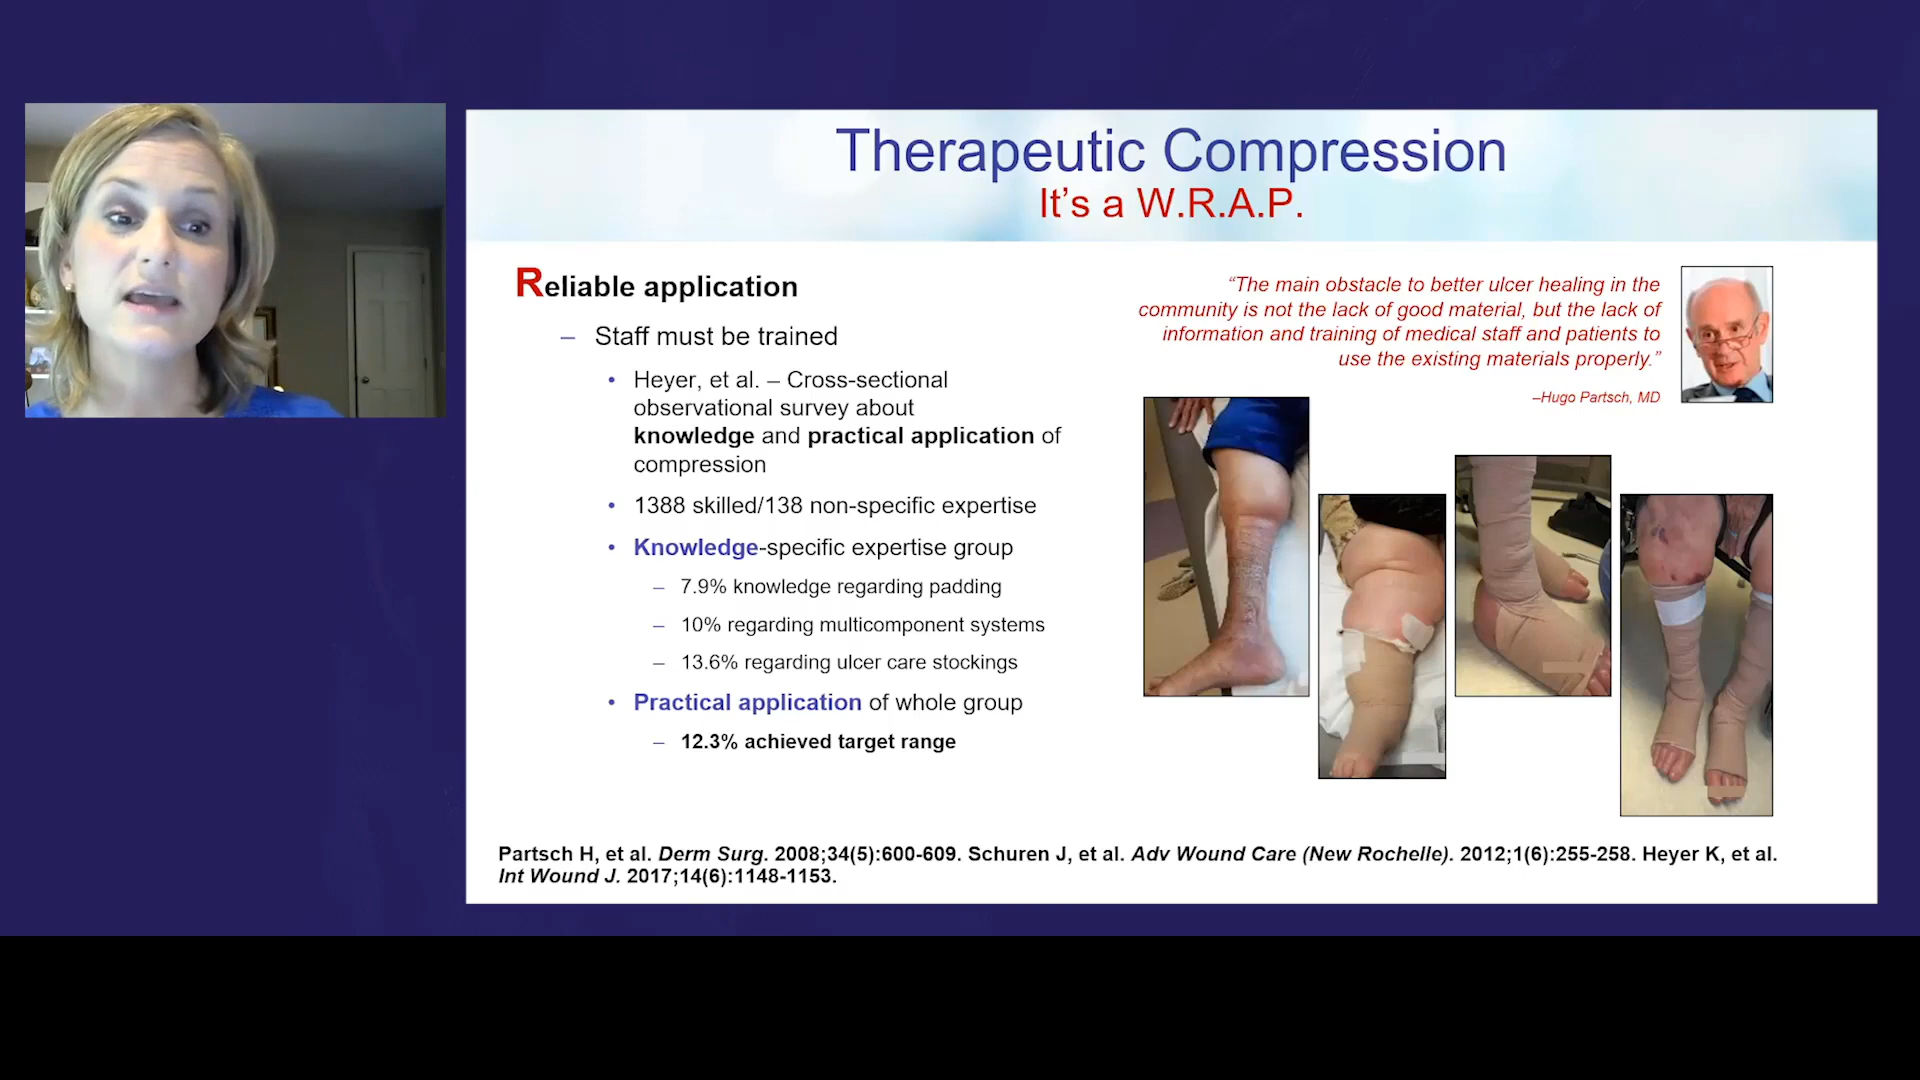 Therapeutic Compression
It's a W.R.A.P.
Reliable application
– Staff must be trained
• Heyer, et al. – Cross-sectional
observational survey about
knowledge and practical application of
compression
• 1388 skilled/138 non-specific expertise
• Knowledge-specific expertise group
– 7.9% knowledge regarding padding
– 10% regarding multicomponent systems
– 13.6% regarding ulcer care stockings
• Practical application of whole group
– 12.3% achieved target range
“The main obstacle to better ulcer healing in the
community is not the lack of good material, but the lack of
information and training of medical staff and patients to
use the existing materials properly.”
–Hugo Partsch, MD
Partsch H, et al. Derm Surg. 2008;34(5):600-609. Schuren J, et al. Adv Wound Care (New Rochelle). 2012;1(6):255-258. Heyer K, et al.
Int Wound J. 2017;14(6):1148-1153.